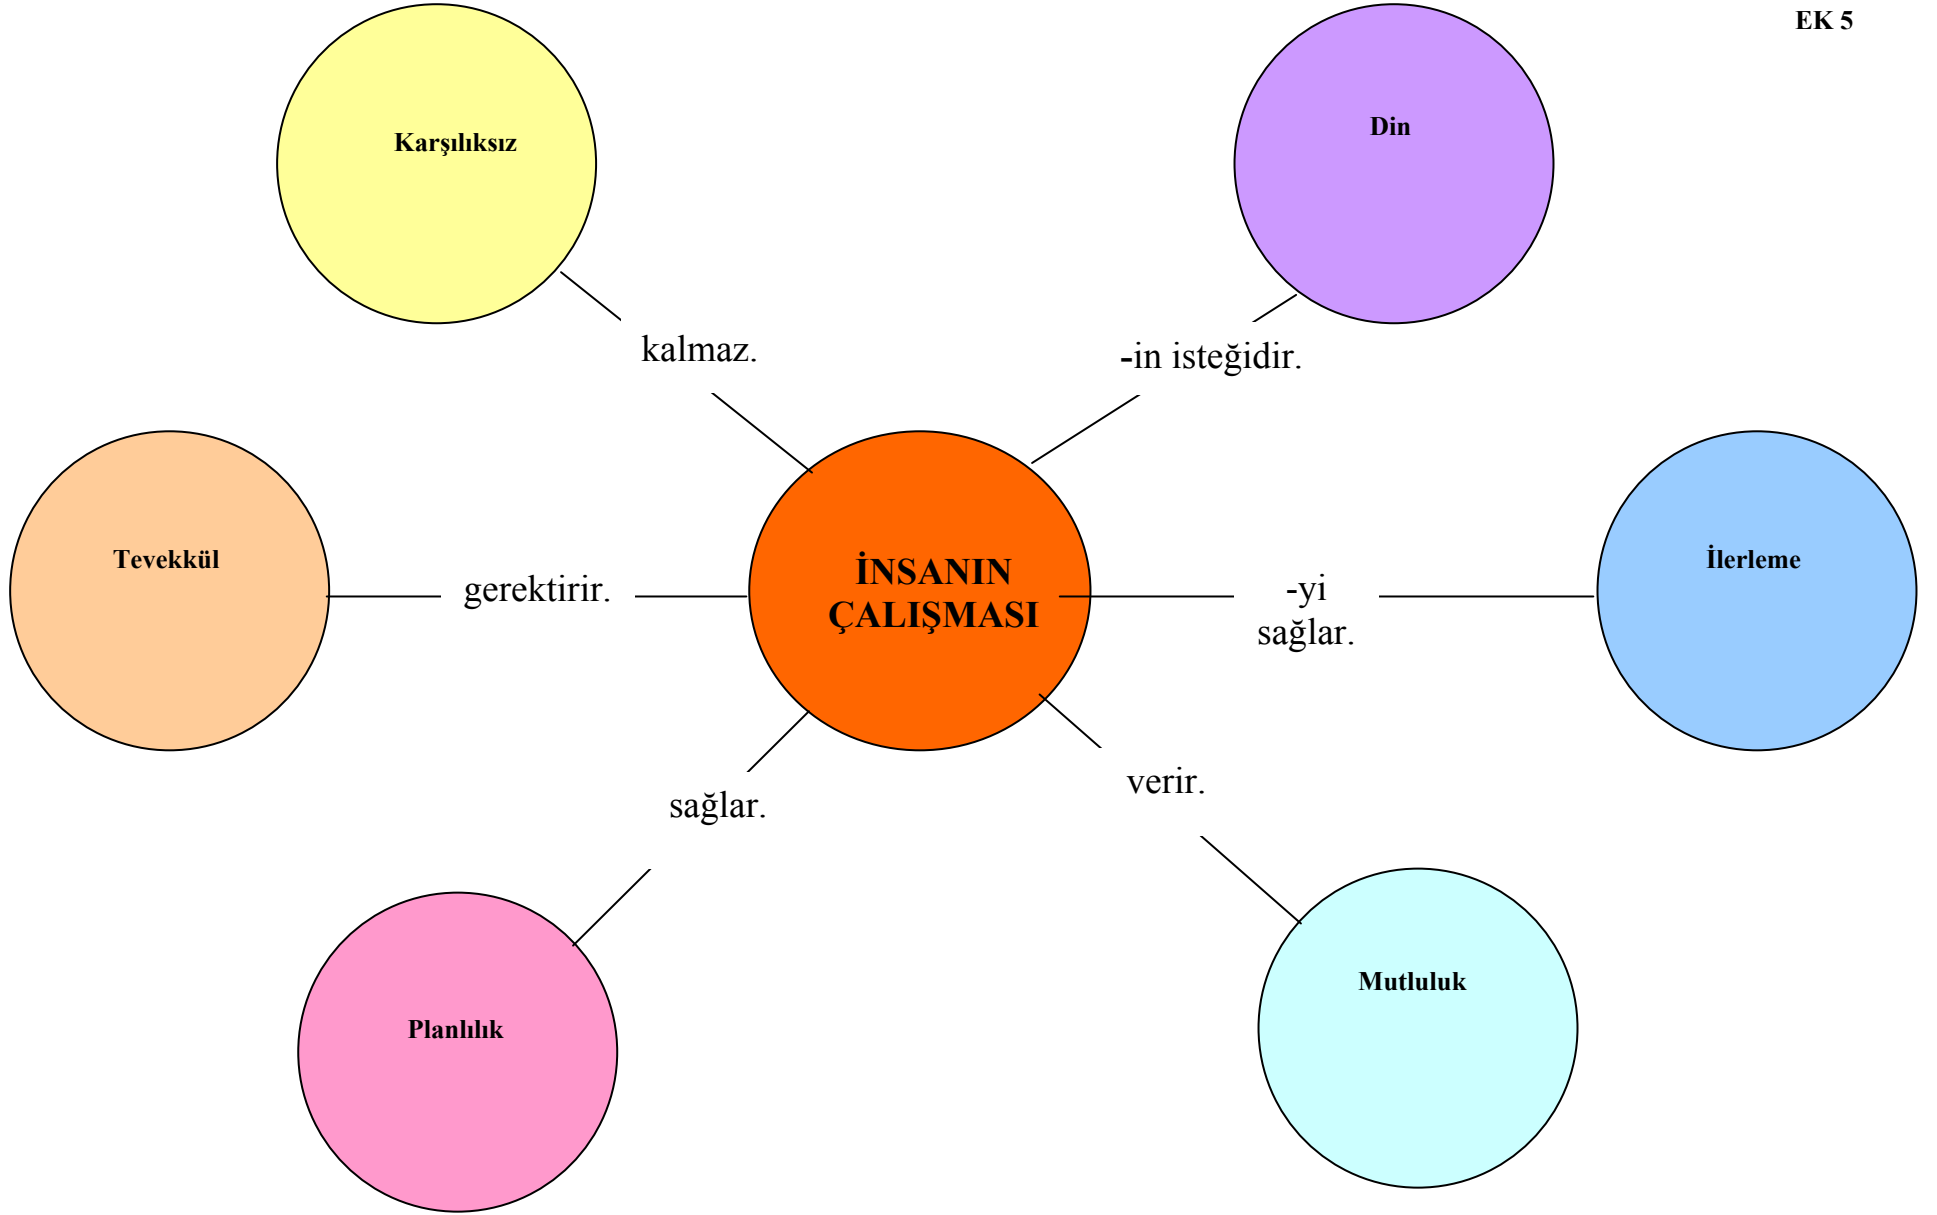 EK 5
Karşılıksız
Din
kalmaz.
-in isteğidir.
Tevekkül
gerektirir.
İNSANIN
ÇALIŞMASI
-yi
sağlar.
İlerleme
sağlar.
verir.
Planlılık
Mutluluk